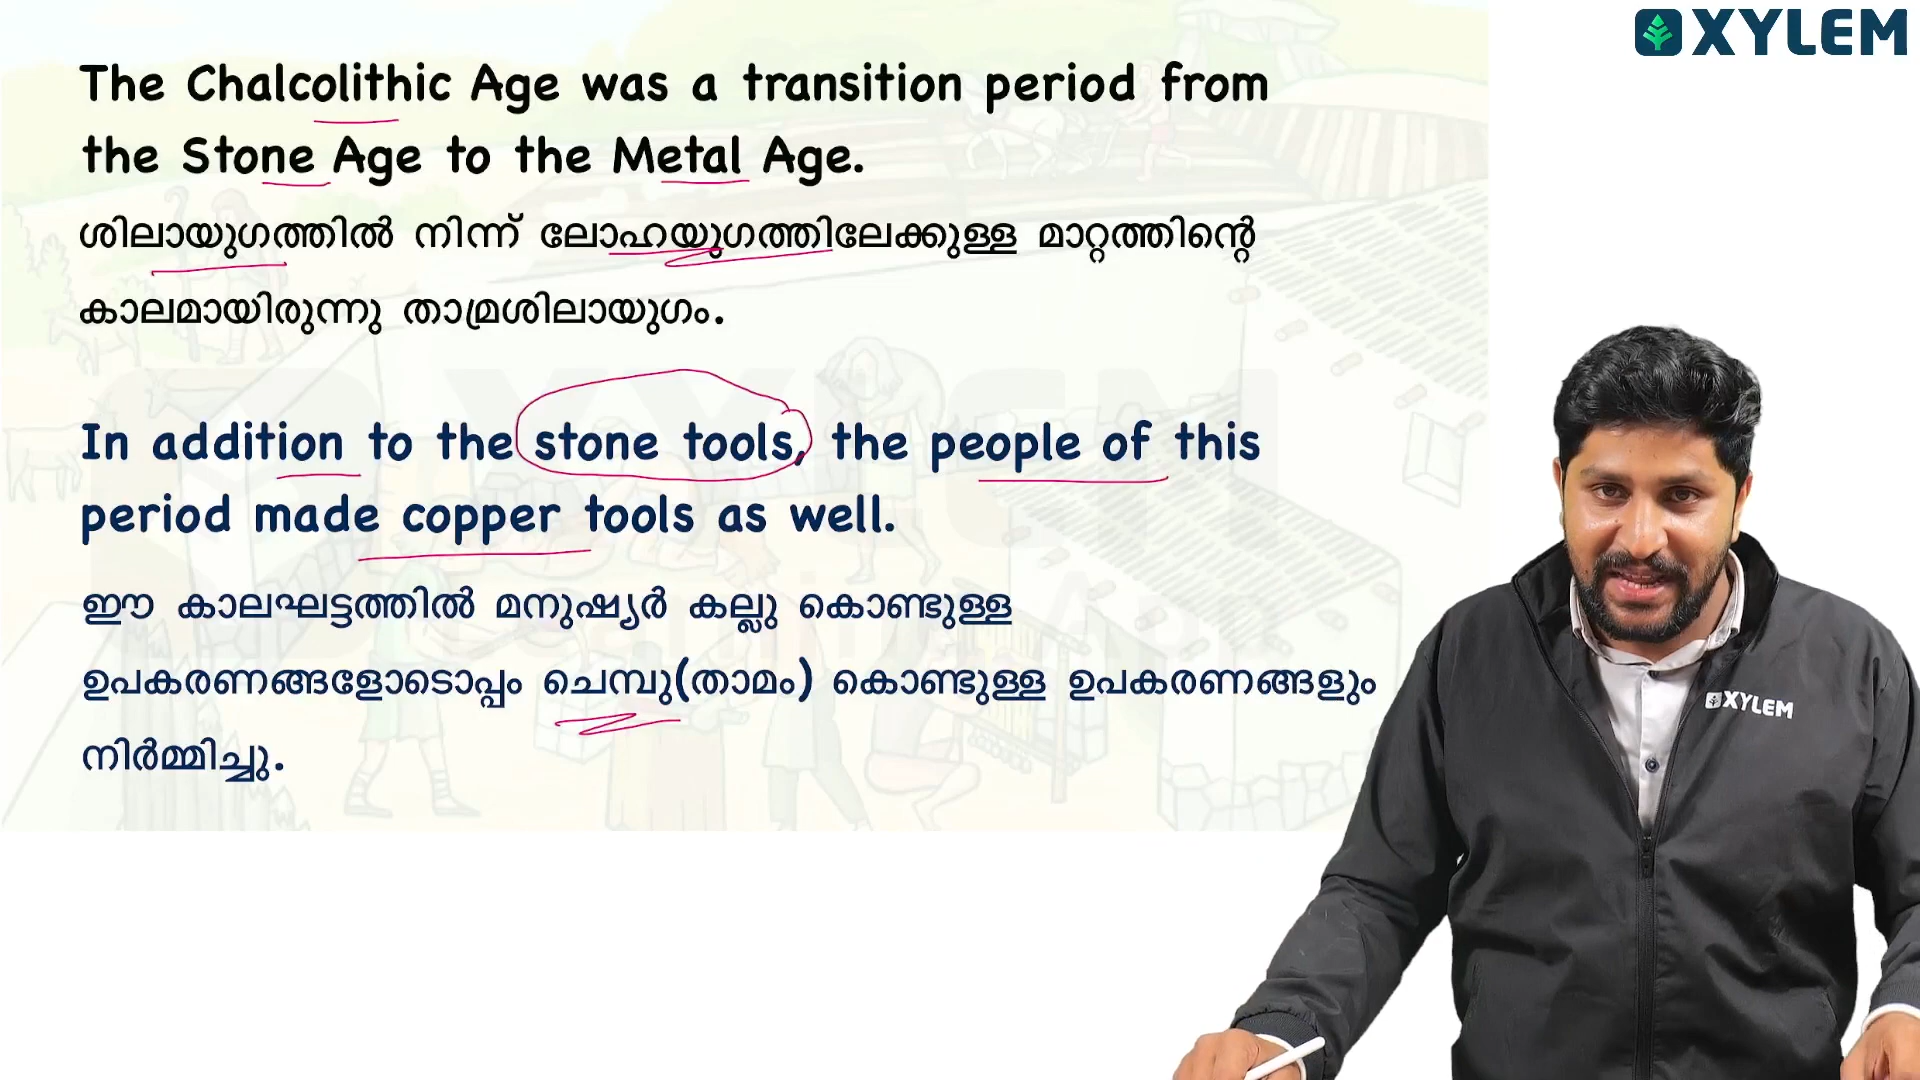 XYLEM
The Chalcolithic Age was a transition period from
the Stone Age to the Metal Age.
ശിലായുഗത്തിൽ നിന്ന് ലോഹയുഗത്തിലേക്കുള്ള മാറ്റത്തിന്റെ
കാലമായിരുന്നു താമ്രശിലായുഗം.
In addition to the stone tools, the people of this
period made copper tools as well.
ഈ കാലഘട്ടത്തിൽ മനുഷ്യർ കല്ലു കൊണ്ടുള്ള
ഉപകരണങ്ങളോടൊപ്പം ചെമ്പു(താമം) കൊണ്ടുള്ള ഉപകരണങ്ങളും
നിർമ്മിച്ചു.
XYLEM
XYLEM